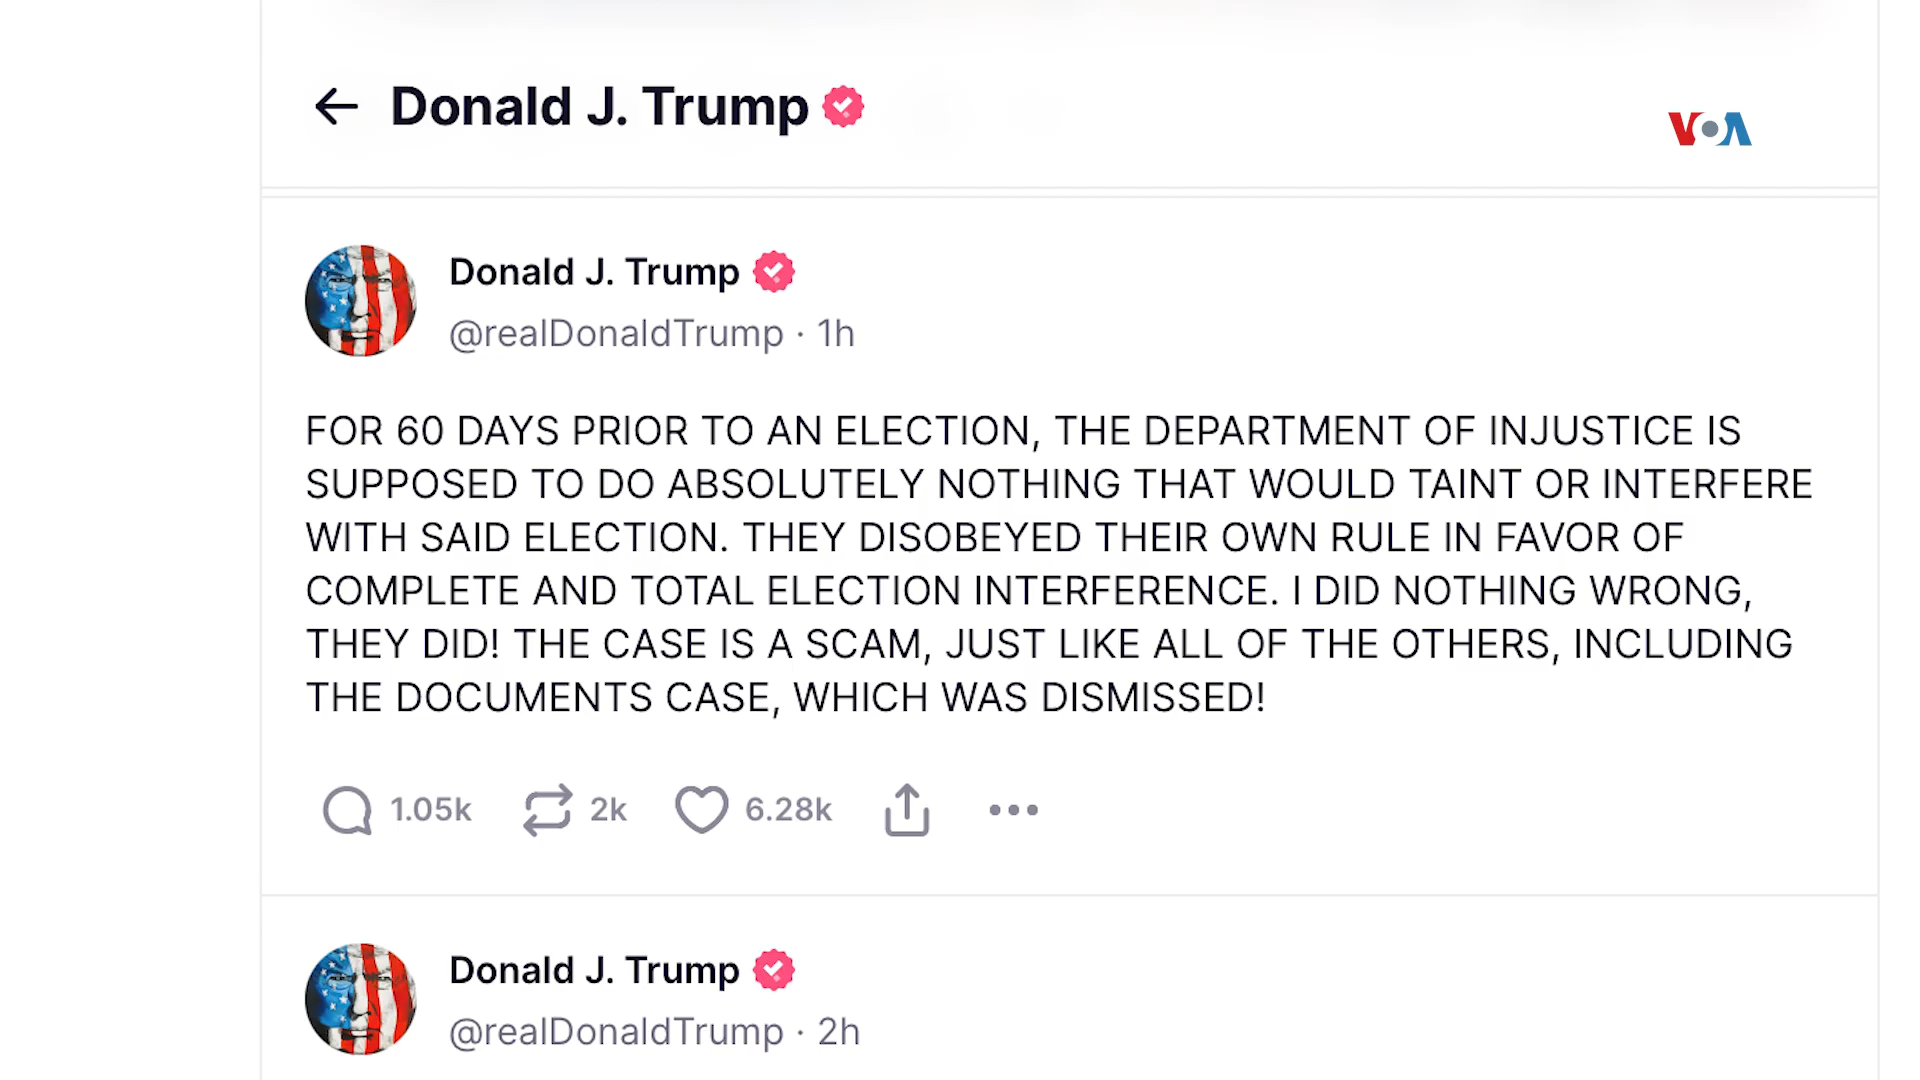 Donald J. Trump
VOA
Donald J. Trump
@realDonaldTrump · 1h
FOR 60 DAYS PRIOR TO AN ELECTION, THE DEPARTMENT OF INJUSTICE IS
SUPPOSED TO DO ABSOLUTELY NOTHING THAT WOULD TAINT OR INTERFERE
WITH SAID ELECTION. THEY DISOBEYED THEIR OWN RULE IN FAVOR OF
COMPLETE AND TOTAL ELECTION INTERFERENCE. I DID NOTHING WRONG,
THEY DID! THE CASE IS A SCAM, JUST LIKE ALL OF THE OTHERS, INCLUDING
THE DOCUMENTS CASE, WHICH WAS DISMISSED!
1.05k 2k 6.28k
Donald J. Trump
@realDonaldTrump · 2h